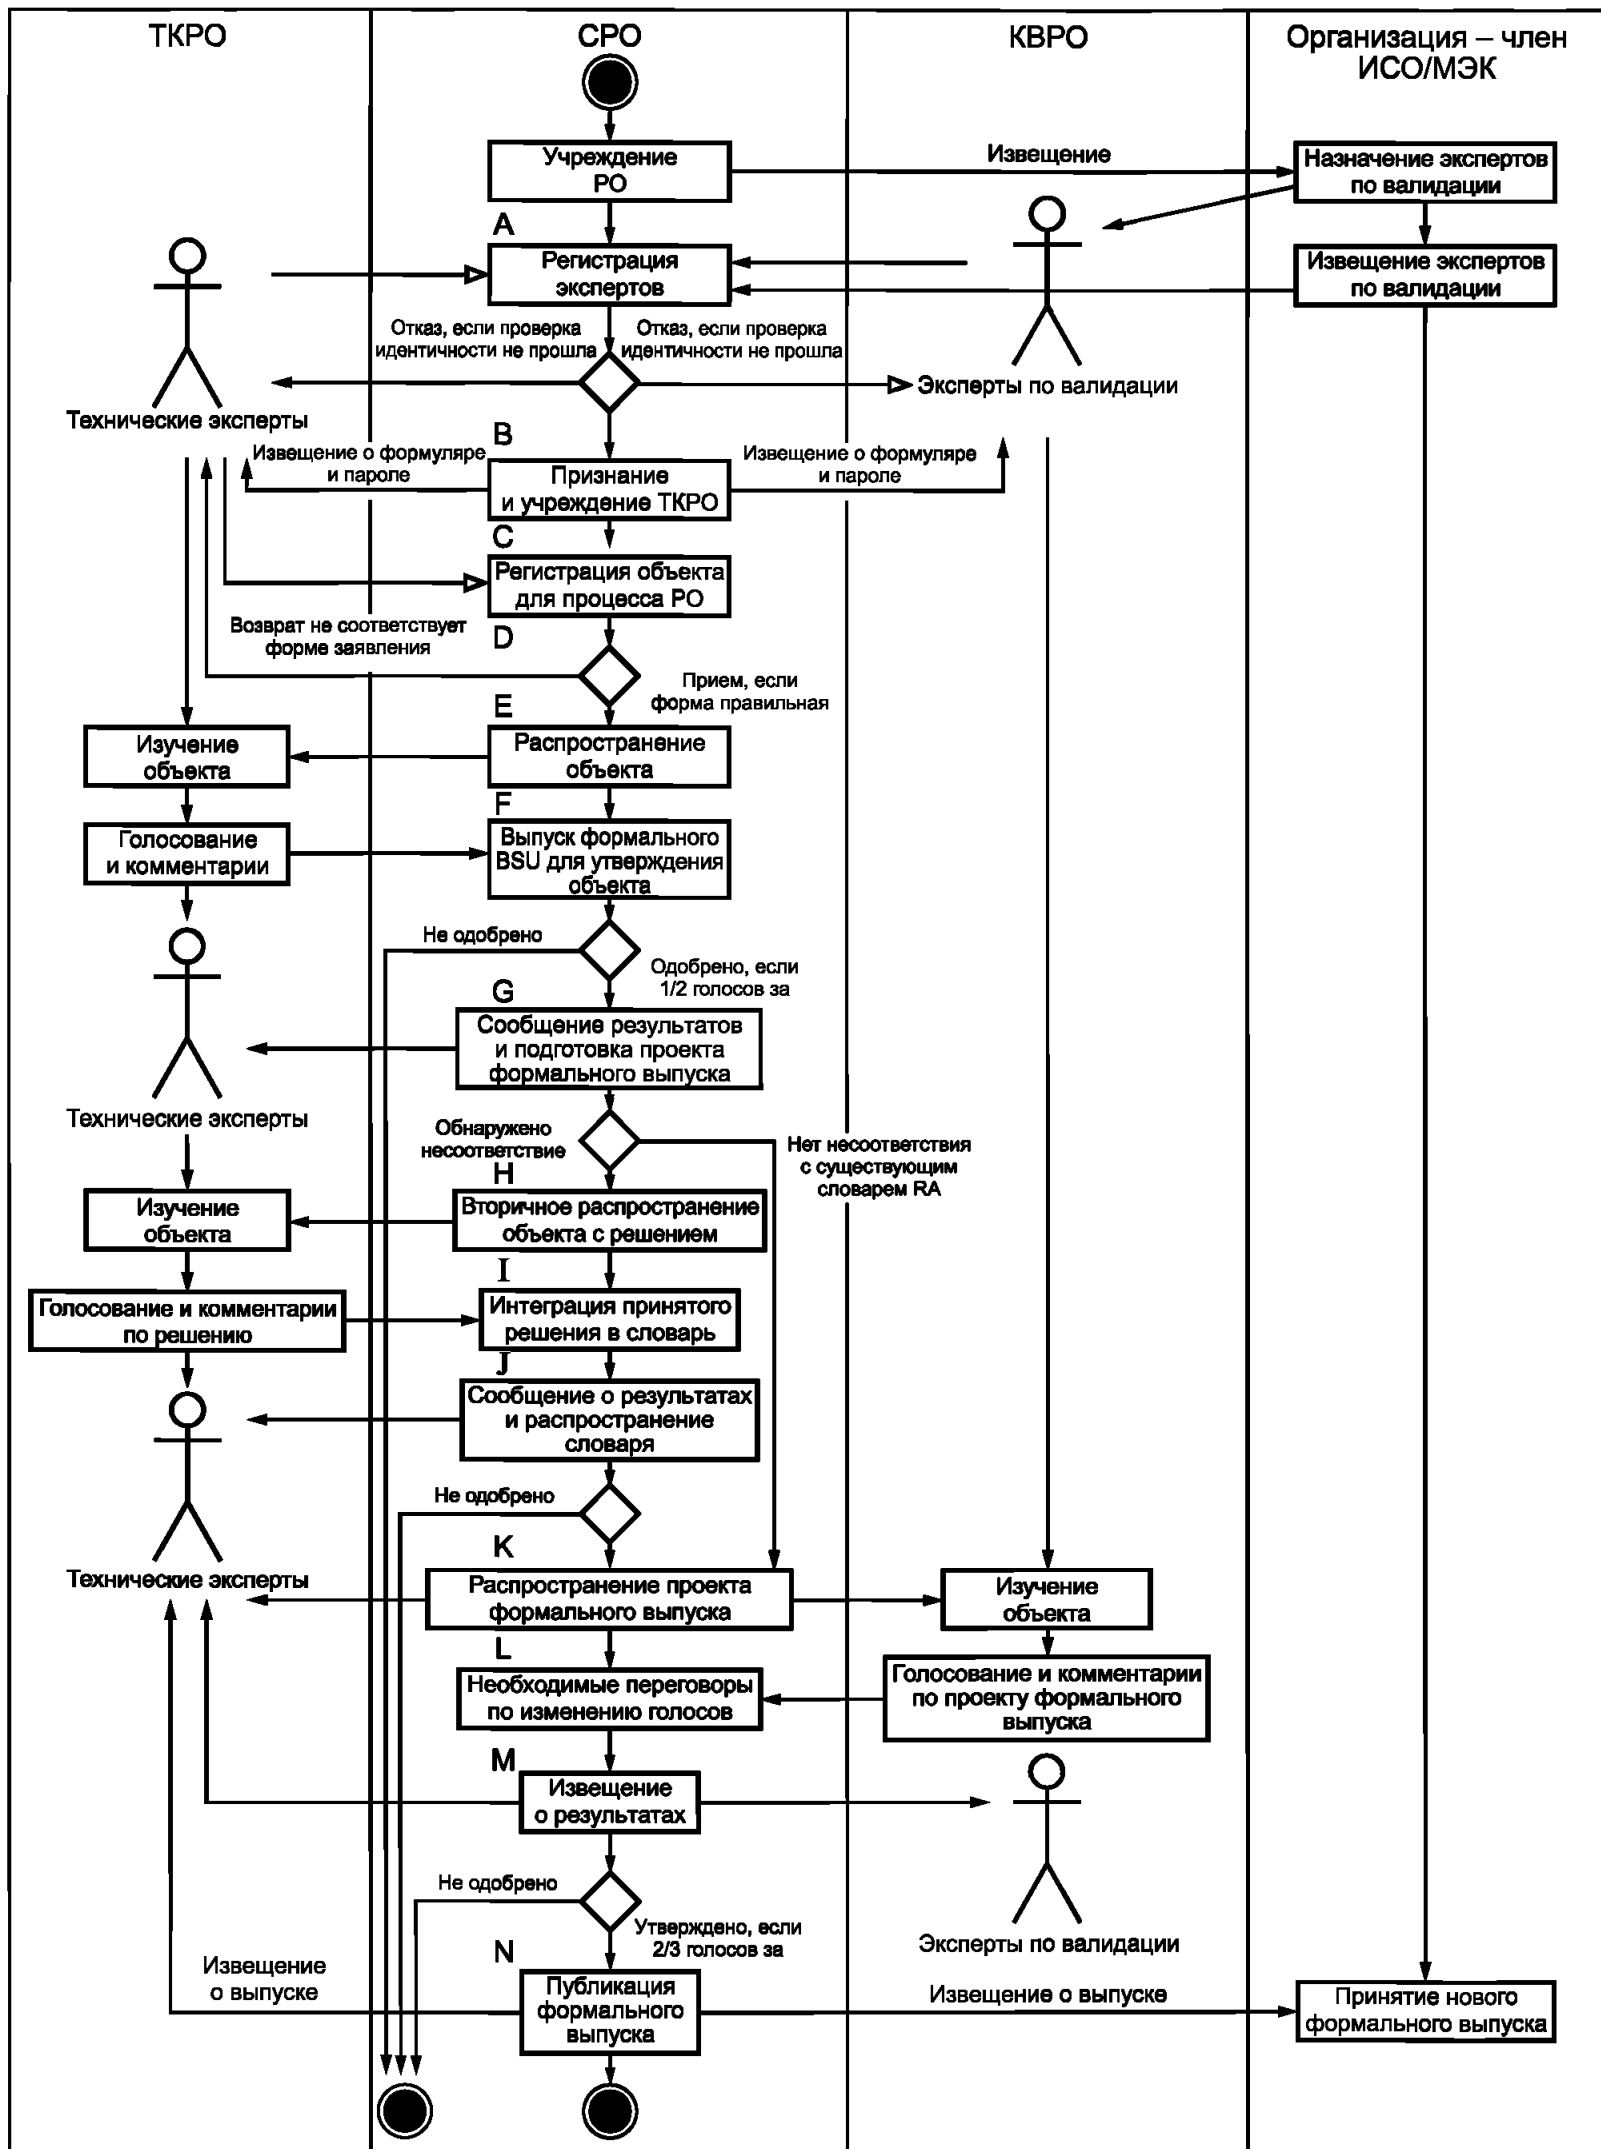 ТКРО
СРО
КВРО
Организация – член
ИСО/МЭК
Учреждение
РО
Извещение
Назначение экспертов
по валидации
A
Регистрация
экспертов
Извещение экспертов
по валидации
Отказ, если проверка
идентичности не прошла
Отказ, если проверка
идентичности не прошла
Эксперты по валидации
Технические эксперты
B
Извещение о формуляре
и пароле
Извещение о формуляре
и пароле
Признание
и учреждение ТКРО
C
Регистрация объекта
для процесса РО
Возврат не соответствует
форме заявления
D
Прием, если
форма правильная
E
Изучение
объекта
Распространение
объекта
F
Голосование
и комментарии
Выпуск формального
BSU для утверждения
объекта
Не одобрено
Одобрено, если
1/2 голосов за
G
Сообщение результатов
и подготовка проекта
формального выпуска
Технические эксперты
Обнаружено
несоответствие
Нет несоответствия
с существующим
словарем RA
H
Изучение
объекта
Вторичное распространение
объекта с решением
I
Голосование и комментарии
по решению
Интеграция принятого
решения в словарь
J
Сообщение о результатах
и распространение
словаря
Не одобрено
K
Технические эксперты
Распространение проекта
формального выпуска
Изучение
объекта
L
Необходимые переговоры
по изменению голосов
Голосование и комментарии
по проекту формального
выпуска
M
Извещение
о результатах
Не одобрено
Утверждено, если
2/3 голосов за
Эксперты по валидации
N
Извещение
о выпуске
Публикация
формального
выпуска
Извещение о выпуске
Принятие нового
формального выпуска